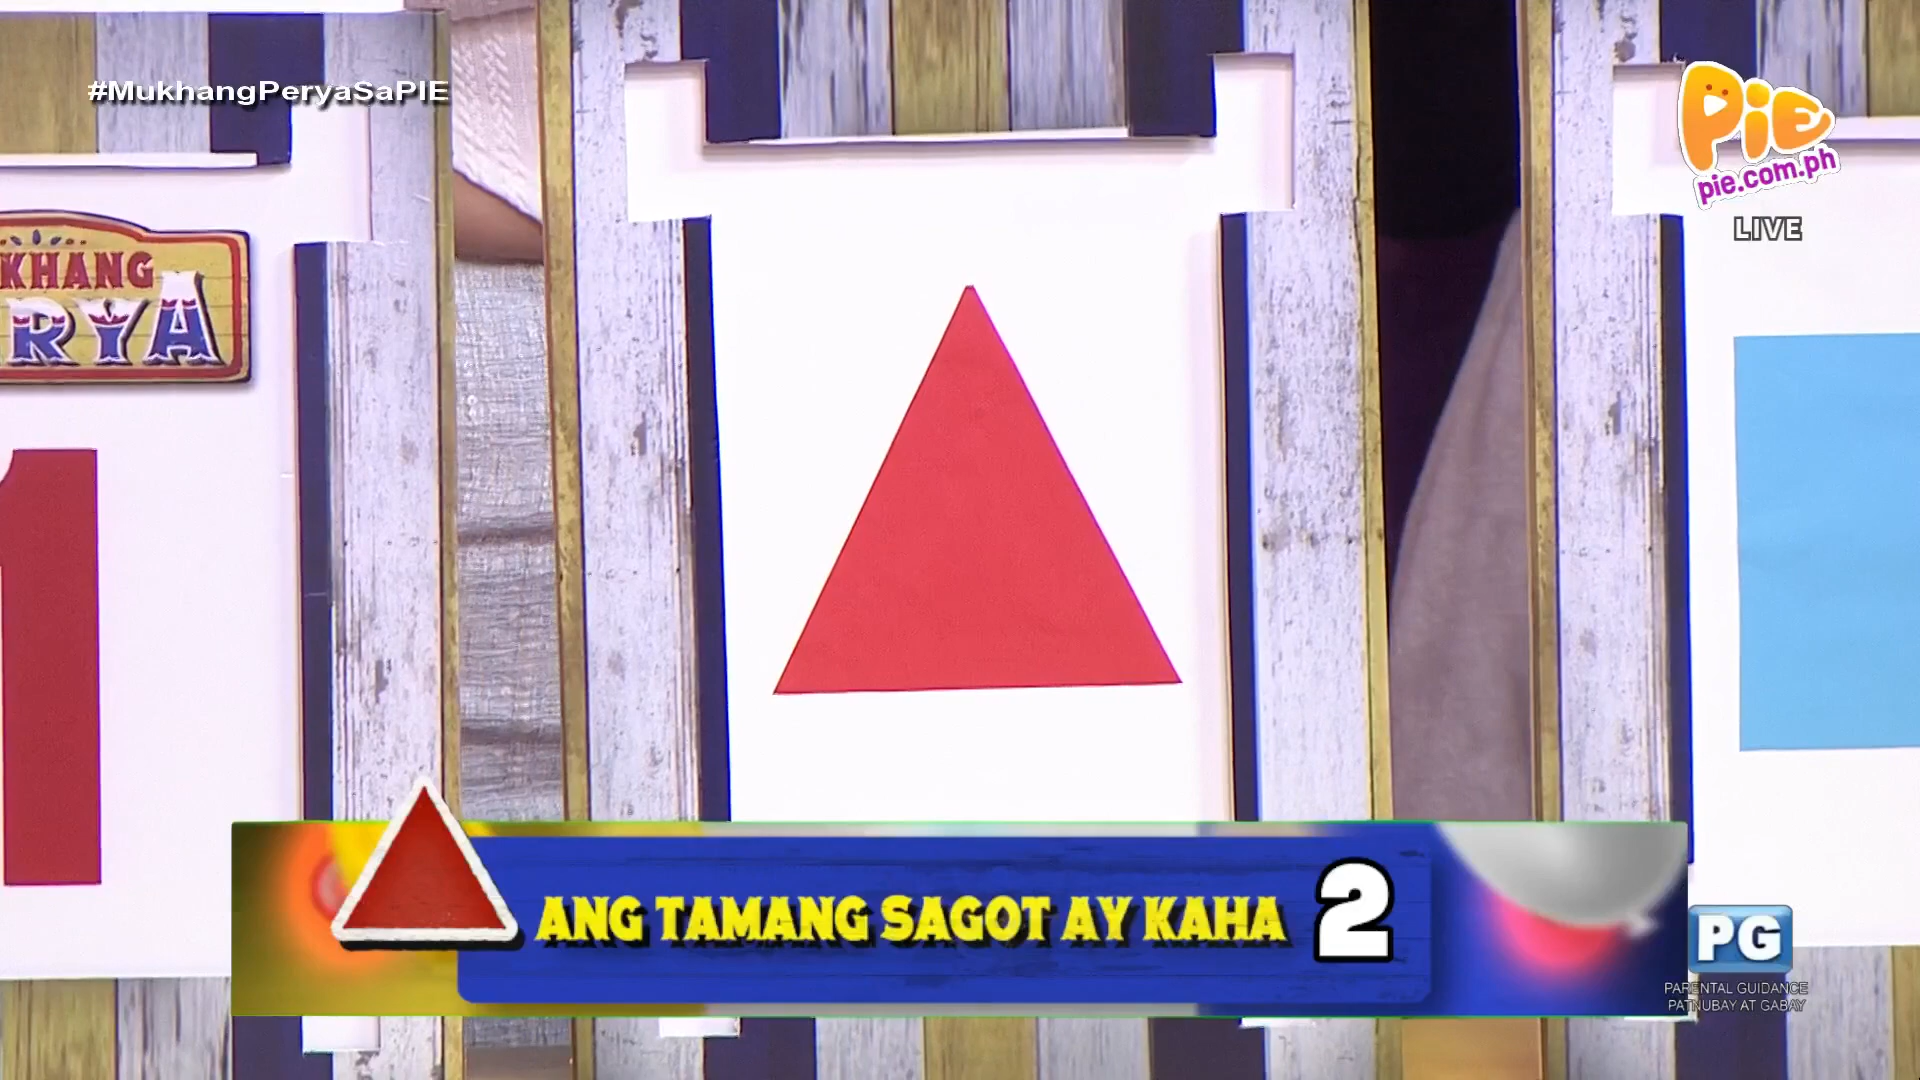 #MukhangPeryaSaPIE
PiE
pie.com.ph
LIVE
KHANG
RYA
1
ANG TAMANG SAGOT AY KAHA 2
PG
PARENTAL GUIDANCE
PATNUBAY AT GABAY